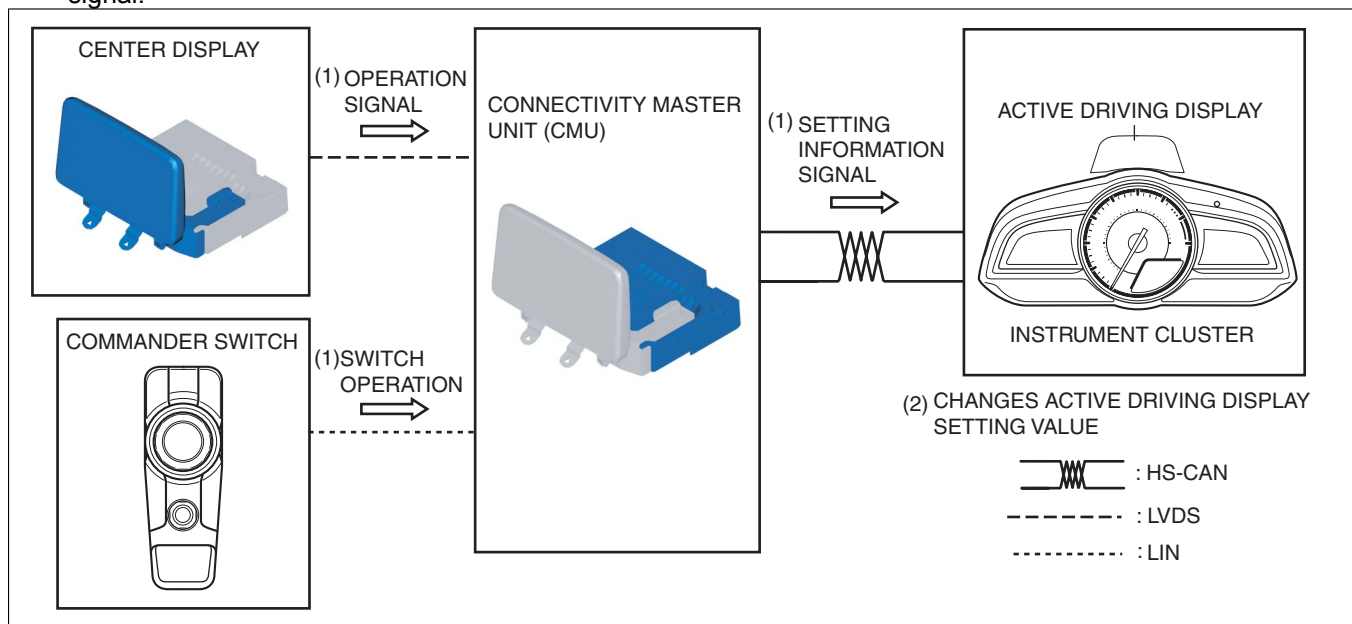 signal.
CENTER DISPLAY
(1) OPERATION
SIGNAL
CONNECTIVITY MASTER
UNIT (CMU)
(1) SETTING
INFORMATION
SIGNAL
ACTIVE DRIVING DISPLAY
INSTRUMENT CLUSTER
COMMANDER SWITCH
(1)SWITCH
OPERATION
(2) CHANGES ACTIVE DRIVING DISPLAY
SETTING VALUE
: HS-CAN
: LVDS
: LIN